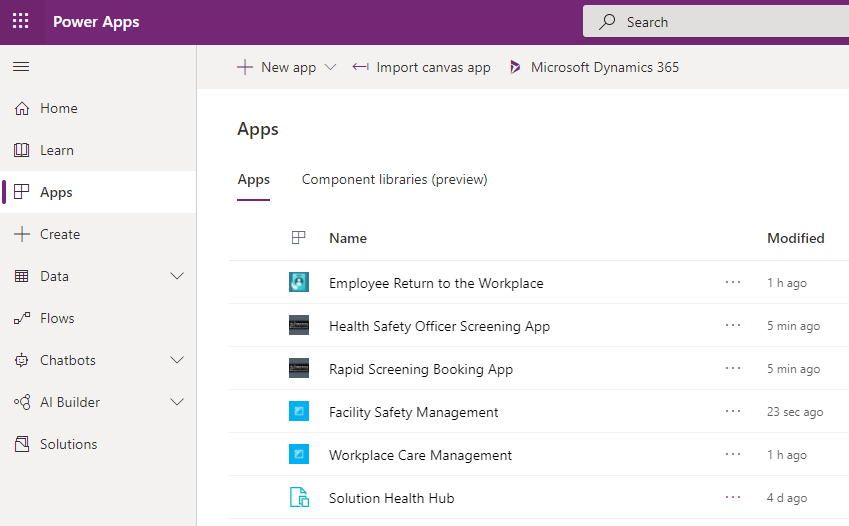 Power Apps
Search
New app
Import canvas app
Microsoft Dynamics 365
Home
Learn
Apps
Create
Data
Flows
Chatbots
AI Builder
Solutions
Apps
Apps
Component libraries (preview)
Name
Modified
Employee Return to the Workplace
··· 1 h ago
Health Safety Officer Screening App
··· 5 min ago
Rapid Screening Booking App
··· 5 min ago
Facility Safety Management
··· 23 sec ago
Workplace Care Management
··· 1 h ago
Solution Health Hub
··· 4 d ago